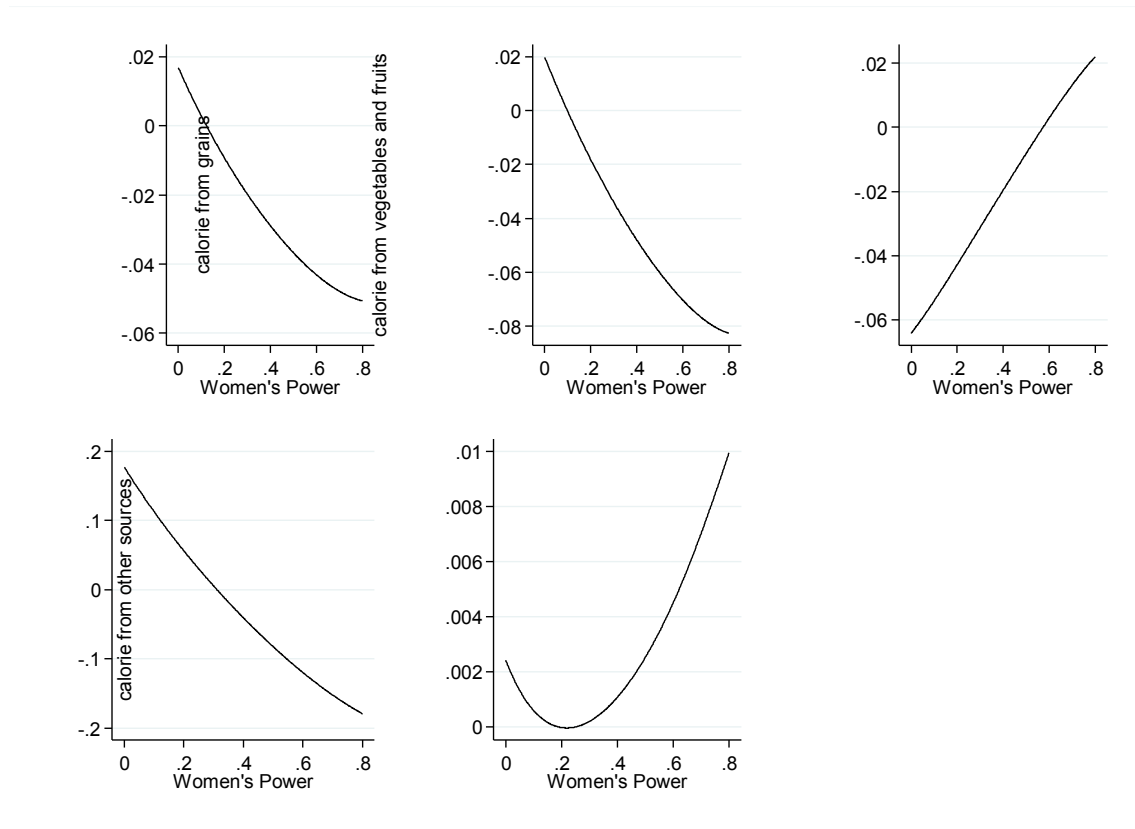 .02
0
-.02
-.04
-.06
calorie from grains
0 .2 .4 .6 .8
Women's Power
calorie from vegetables and fruits
.02
0
-.02
-.04
-.06
-.08
0 .2 .4 .6 .8
Women's Power
.02
0
-.02
-.04
-.06
0 .2 .4 .6 .8
Women's Power
.2
.1
0
-.1
-.2
calorie from other sources
0 .2 .4 .6 .8
Women's Power
.01
.008
.006
.004
.002
0
0 .2 .4 .6 .8
Women's Power